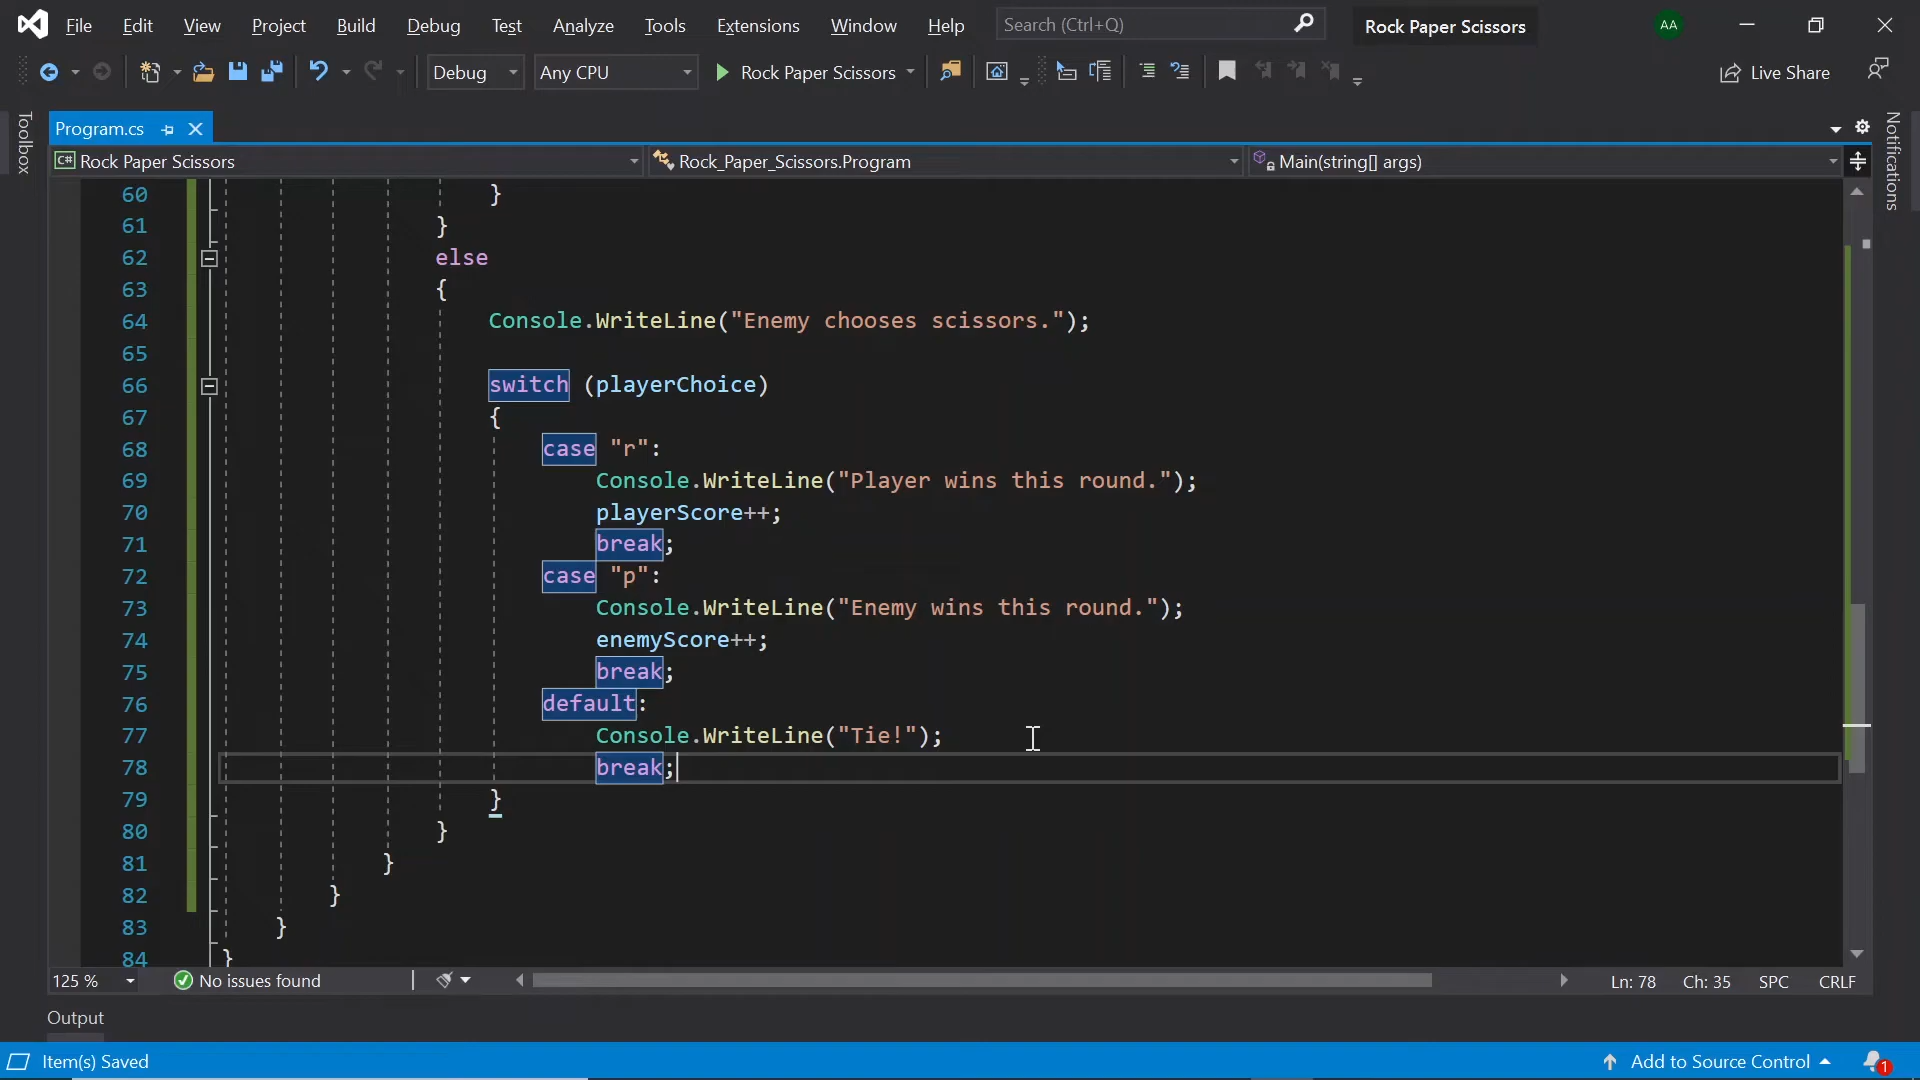 File Edit View Project Build Debug Test Analyze Tools Extensions Window Help Search (Ctrl+Q) Rock Paper Scissors AA
Debug Any CPU Rock Paper Scissors Live Share
Toolbox
Program.cs
Notifications
C# Rock Paper Scissors Rock_Paper_Scissors.Program Main(string[] args)
60 }
61 }
62 else
63 {
64 Console.WriteLine("Enemy chooses scissors.");
65
66 switch (playerChoice)
67 {
68 case "r":
69 Console.WriteLine("Player wins this round.");
70 playerScore++;
71 break;
72 case "p":
73 Console.WriteLine("Enemy wins this round.");
74 enemyScore++;
75 break;
76 default:
77 Console.WriteLine("Tie!");
78 break;
79 }
80 }
81 }
82 }
83 }
84 }
125 % No issues found Ln: 78 Ch: 35 SPC CRLF
Output
Item(s) Saved Add to Source Control 1